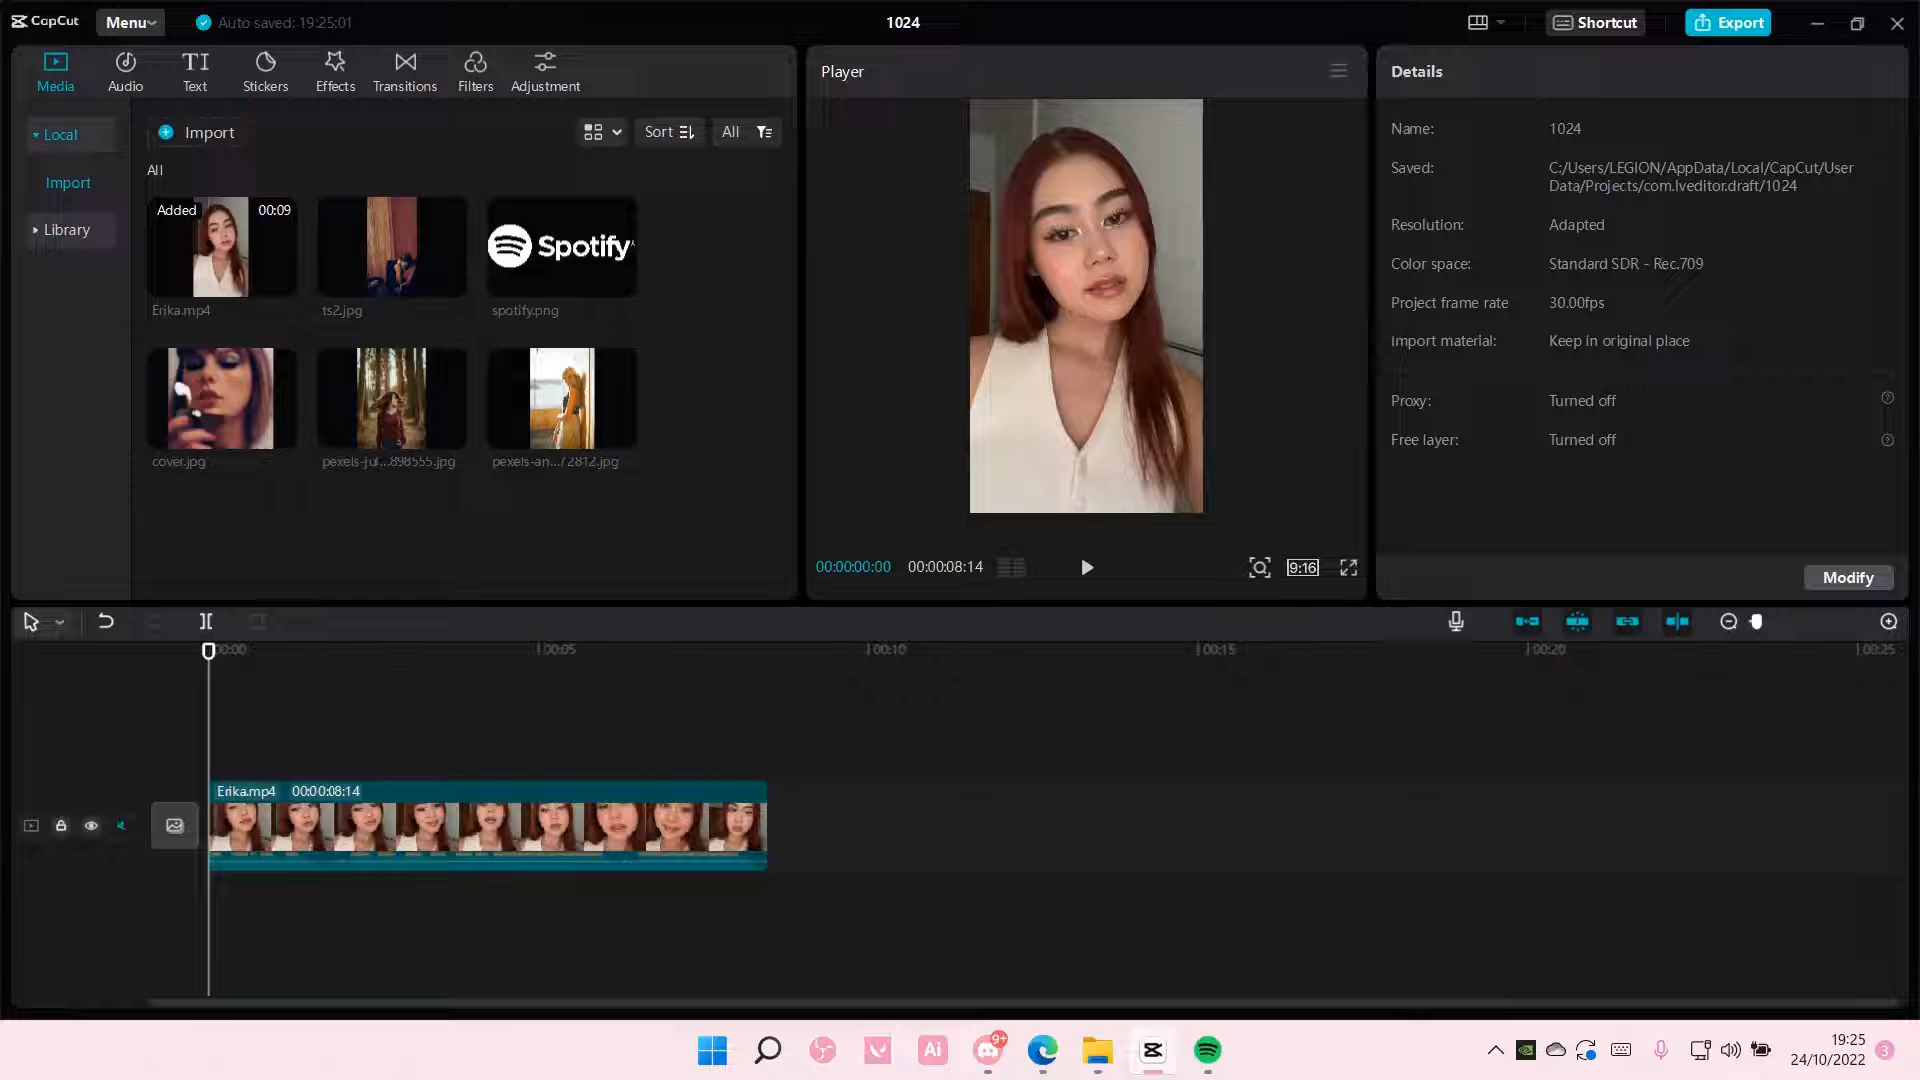 CapCut
Menu
Auto saved: 19:25:01
1024
Shortcut
Export
Media
Audio
Text
Stickers
Effects
Transitions
Filters
Adjustment
Player
Details
Local
Import
Sort
All
Import
Library
All
Added
00:09
Spotify
Erika.mp4
ts2.jpg
spotify.png
cover.jpg
pexels-jul...898555.jpg
pexels-an...72812.jpg
00:00:00:00
00:00:08:14
9:16
Name:
1024
Saved:
C:/Users/LEGION/AppData/Local/CapCut/User
Data/Projects/com.lveditor.draft/1024
Resolution:
Adapted
Color space:
Standard SDR - Rec.709
Project frame rate
30.00fps
Import material:
Keep in original place
Proxy:
Turned off
Free layer:
Turned off
Modify
00:00
00:05
00:10
00:15
00:20
00:25
Erika.mp4
00:00:08:14
Ai
9+
19:25
24/10/2022
3